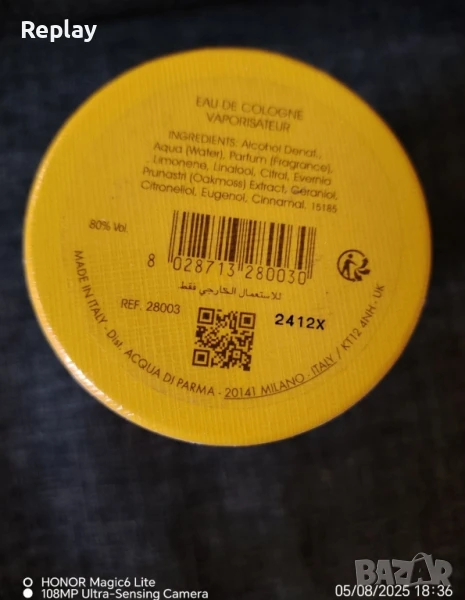 Replay
EAU DE COLOGNE
VAPORISATEUR
INGREDIENTS: Alcohol Denat.,
Aqua (Water), Parfum (Fragrance),
Limonene, Linalool, Citral, Evernia
Prunastri (Oakmoss) Extract, Geraniol,
Citronellol, Eugenol, Cinnamal. 15185
80% Vol.
8 028713 280030
للاستعمال الخارجي فقط
REF. 28003
2412X
MADE IN ITALY - Dist. ACQUA DI PARMA - 20141 MILANO - ITALY / KT12 4NH - UK
HONOR Magic6 Lite
108MP Ultra-Sensing Camera
05/08/2025 18:36
bazar